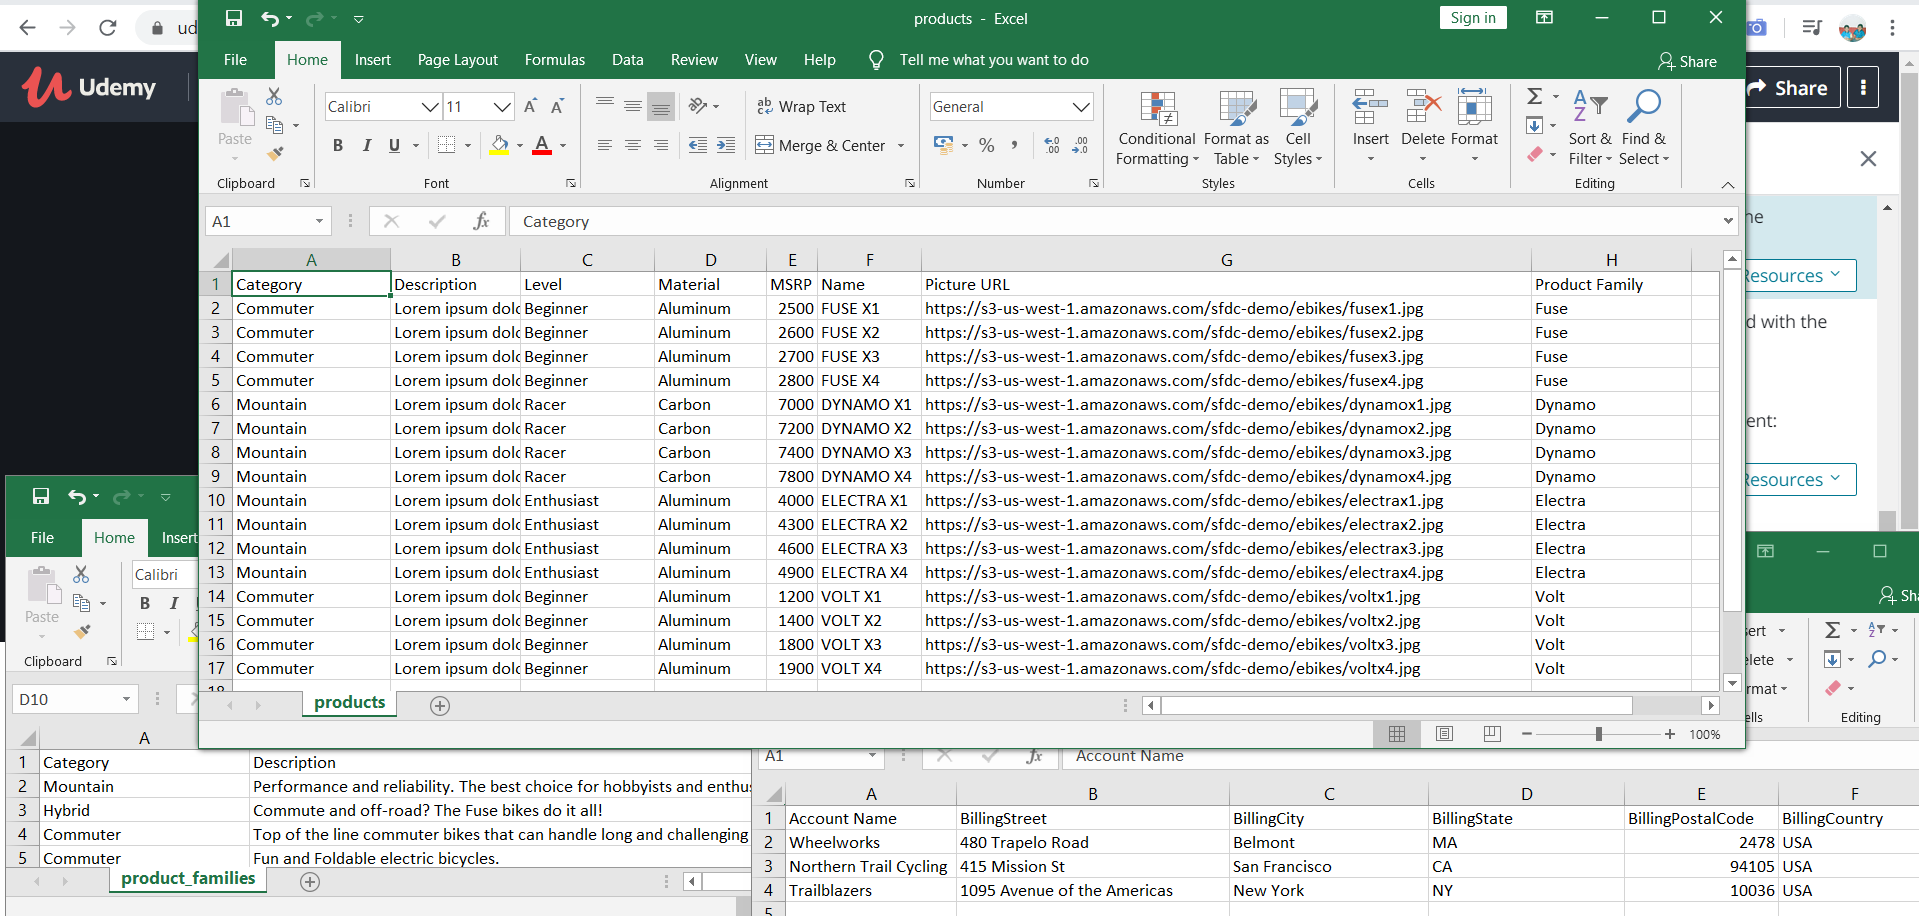 ud
products - Excel
Sign in
File Home Insert Page Layout Formulas Data Review View Help Tell me what you want to do Share
Udemy
Share
Paste
Calibri 11
Wrap Text
General
Conditional Formatting
Format as Table
Cell Styles
Insert Delete Format
Sort & Filter
Find & Select
B I U A
Merge & Center
% ,
Clipboard Font Alignment Number Styles Cells Editing
A1 fx Category
A B C D E F G H
1 Category Description Level Material MSRP Name Picture URL Product Family
2 Commuter Lorem ipsum dolo Beginner Aluminum 2500 FUSE X1 https://s3-us-west-1.amazonaws.com/sfdc-demo/ebikes/fusex1.jpg Fuse
3 Commuter Lorem ipsum dolo Beginner Aluminum 2600 FUSE X2 https://s3-us-west-1.amazonaws.com/sfdc-demo/ebikes/fusex2.jpg Fuse
4 Commuter Lorem ipsum dolo Beginner Aluminum 2700 FUSE X3 https://s3-us-west-1.amazonaws.com/sfdc-demo/ebikes/fusex3.jpg Fuse
5 Commuter Lorem ipsum dolo Beginner Aluminum 2800 FUSE X4 https://s3-us-west-1.amazonaws.com/sfdc-demo/ebikes/fusex4.jpg Fuse
6 Mountain Lorem ipsum dolo Racer Carbon 7000 DYNAMO X1 https://s3-us-west-1.amazonaws.com/sfdc-demo/ebikes/dynamox1.jpg Dynamo
7 Mountain Lorem ipsum dolo Racer Carbon 7200 DYNAMO X2 https://s3-us-west-1.amazonaws.com/sfdc-demo/ebikes/dynamox2.jpg Dynamo
8 Mountain Lorem ipsum dolo Racer Carbon 7400 DYNAMO X3 https://s3-us-west-1.amazonaws.com/sfdc-demo/ebikes/dynamox3.jpg Dynamo
9 Mountain Lorem ipsum dolo Racer Carbon 7800 DYNAMO X4 https://s3-us-west-1.amazonaws.com/sfdc-demo/ebikes/dynamox4.jpg Dynamo
10 Mountain Lorem ipsum dolo Enthusiast Aluminum 4000 ELECTRA X1 https://s3-us-west-1.amazonaws.com/sfdc-demo/ebikes/electrax1.jpg Electra
11 Mountain Lorem ipsum dolo Enthusiast Aluminum 4300 ELECTRA X2 https://s3-us-west-1.amazonaws.com/sfdc-demo/ebikes/electrax2.jpg Electra
12 Mountain Lorem ipsum dolo Enthusiast Aluminum 4600 ELECTRA X3 https://s3-us-west-1.amazonaws.com/sfdc-demo/ebikes/electrax3.jpg Electra
13 Mountain Lorem ipsum dolo Enthusiast Aluminum 4900 ELECTRA X4 https://s3-us-west-1.amazonaws.com/sfdc-demo/ebikes/electrax4.jpg Electra
14 Commuter Lorem ipsum dolo Beginner Aluminum 1200 VOLT X1 https://s3-us-west-1.amazonaws.com/sfdc-demo/ebikes/voltx1.jpg Volt
15 Commuter Lorem ipsum dolo Beginner Aluminum 1400 VOLT X2 https://s3-us-west-1.amazonaws.com/sfdc-demo/ebikes/voltx2.jpg Volt
16 Commuter Lorem ipsum dolo Beginner Aluminum 1800 VOLT X3 https://s3-us-west-1.amazonaws.com/sfdc-demo/ebikes/voltx3.jpg Volt
17 Commuter Lorem ipsum dolo Beginner Aluminum 1900 VOLT X4 https://s3-us-west-1.amazonaws.com/sfdc-demo/ebikes/voltx4.jpg Volt
products
100%
ne
Resources
d with the
ent:
Resources
File Home Insert
Calibri
Paste
B I
Clipboard
D10
A
1 Category Description
2 Mountain Performance and reliability. The best choice for hobbyists and enthus
3 Hybrid Commute and off-road? The Fuse bikes do it all!
4 Commuter Top of the line commuter bikes that can handle long and challenging
5 Commuter Fun and Foldable electric bicycles.
product_families
Sha
ert
elete
rmat
ells Editing
A1 fx Account Name
A B C D E F
1 Account Name BillingStreet BillingCity BillingState BillingPostalCode BillingCountry
2 Wheelworks 480 Trapelo Road Belmont MA 2478 USA
3 Northern Trail Cycling 415 Mission St San Francisco CA 94105 USA
4 Trailblazers 1095 Avenue of the Americas New York NY 10036 USA
5